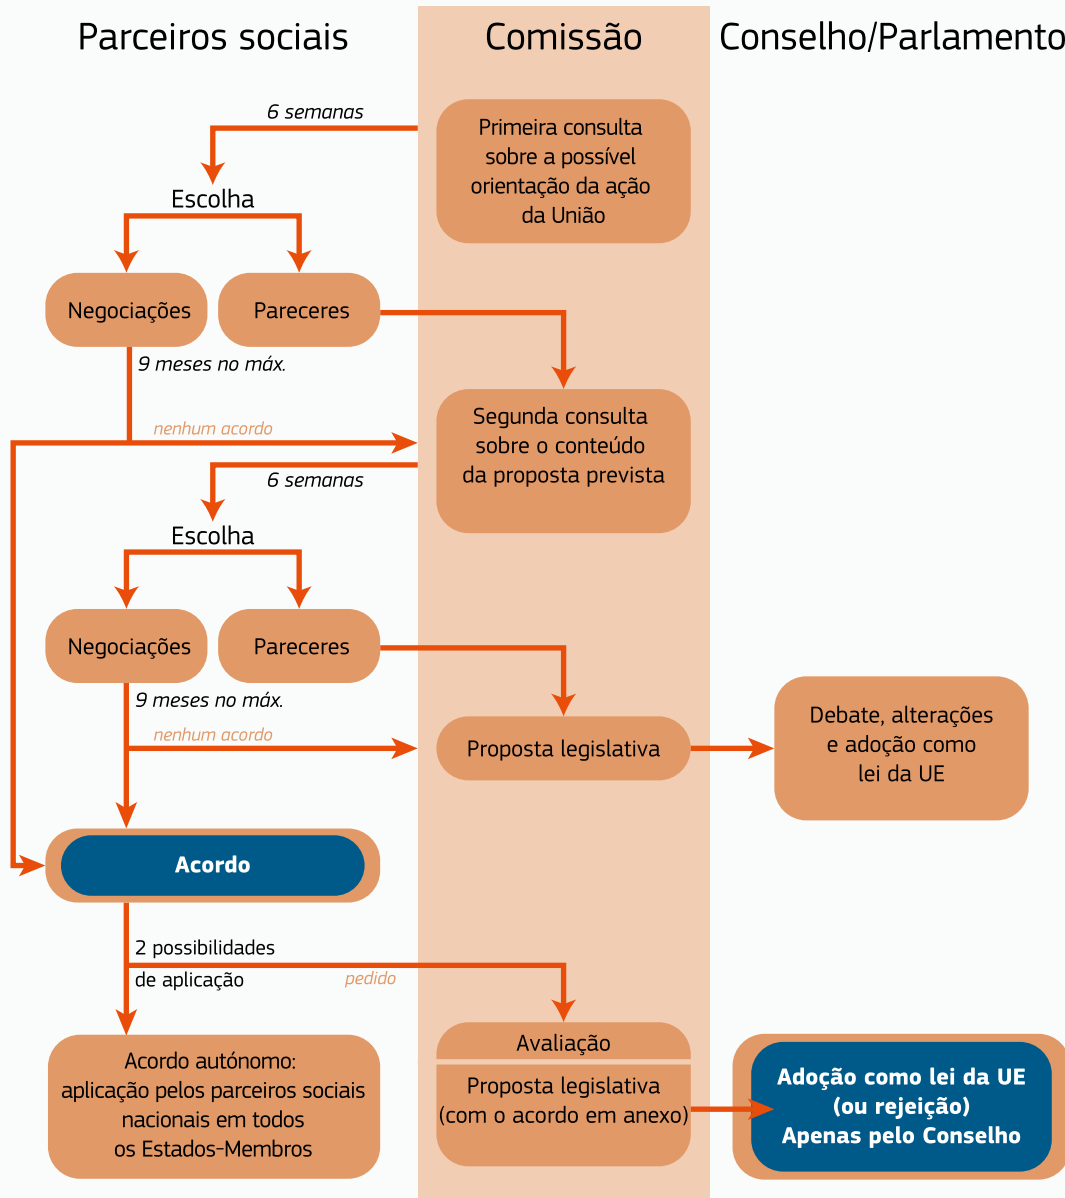 Parceiros sociais
Comissão
Conselho/Parlamento
6 semanas
Primeira consulta
sobre a possível
orientação da ação
da União
Escolha
Negociações
Pareceres
9 meses no máx.
nenhum acordo
Segunda consulta
sobre o conteúdo
da proposta prevista
6 semanas
Escolha
Negociações
Pareceres
9 meses no máx.
nenhum acordo
Proposta legislativa
Debate, alterações
e adoção como
lei da UE
Acordo
2 possibilidades
de aplicação
pedido
Acordo autónomo:
aplicação pelos parceiros sociais
nacionais em todos
os Estados-Membros
Avaliação
Proposta legislativa
(com o acordo em anexo)
Adoção como lei da UE
(ou rejeição)
Apenas pelo Conselho